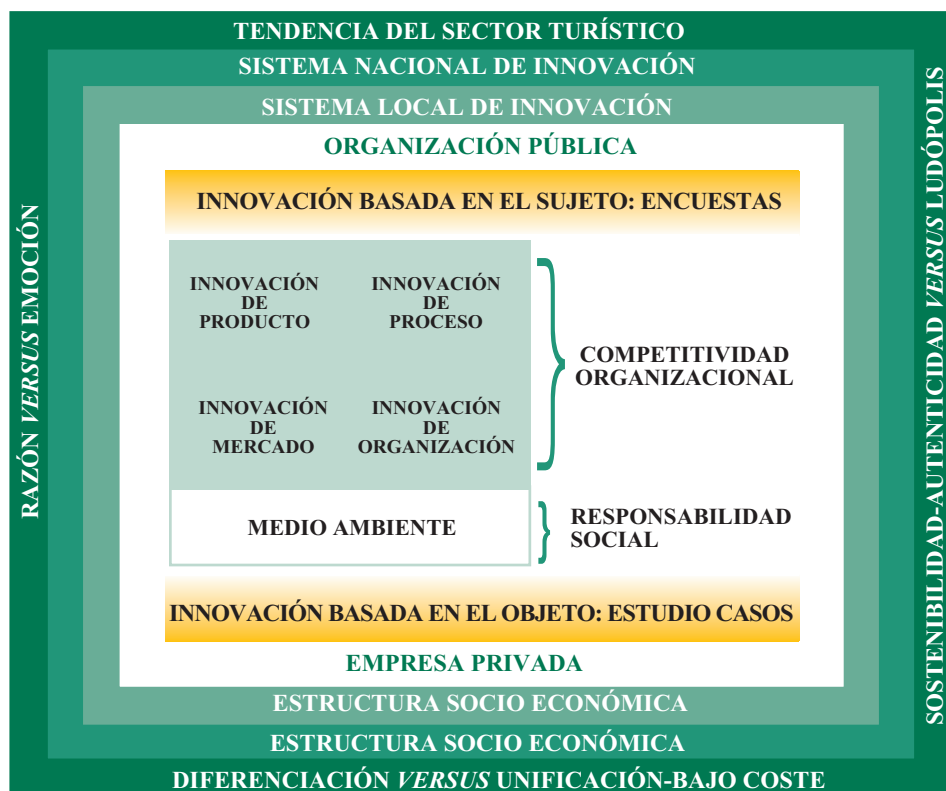 TENDENCIA DEL SECTOR TURÍSTICO
SISTEMA NACIONAL DE INNOVACIÓN
SISTEMA LOCAL DE INNOVACIÓN
ORGANIZACIÓN PÚBLICA
INNOVACIÓN BASADA EN EL SUJETO: ENCUESTAS
INNOVACIÓN
DE
PRODUCTO
INNOVACIÓN
DE
PROCESO
INNOVACIÓN
DE
MERCADO
INNOVACIÓN
DE
ORGANIZACIÓN
COMPETITIVIDAD
ORGANIZACIONAL
MEDIO AMBIENTE
RESPONSABILIDAD
SOCIAL
INNOVACIÓN BASADA EN EL OBJETO: ESTUDIO CASOS
EMPRESA PRIVADA
ESTRUCTURA SOCIO ECONÓMICA
ESTRUCTURA SOCIO ECONÓMICA
DIFERENCIACIÓN VERSUS UNIFICACIÓN-BAJO COSTE
RAZÓN VERSUS EMOCIÓN
SOSTENIBILIDAD-AUTENTICIDAD VERSUS LUDÓPOLIS